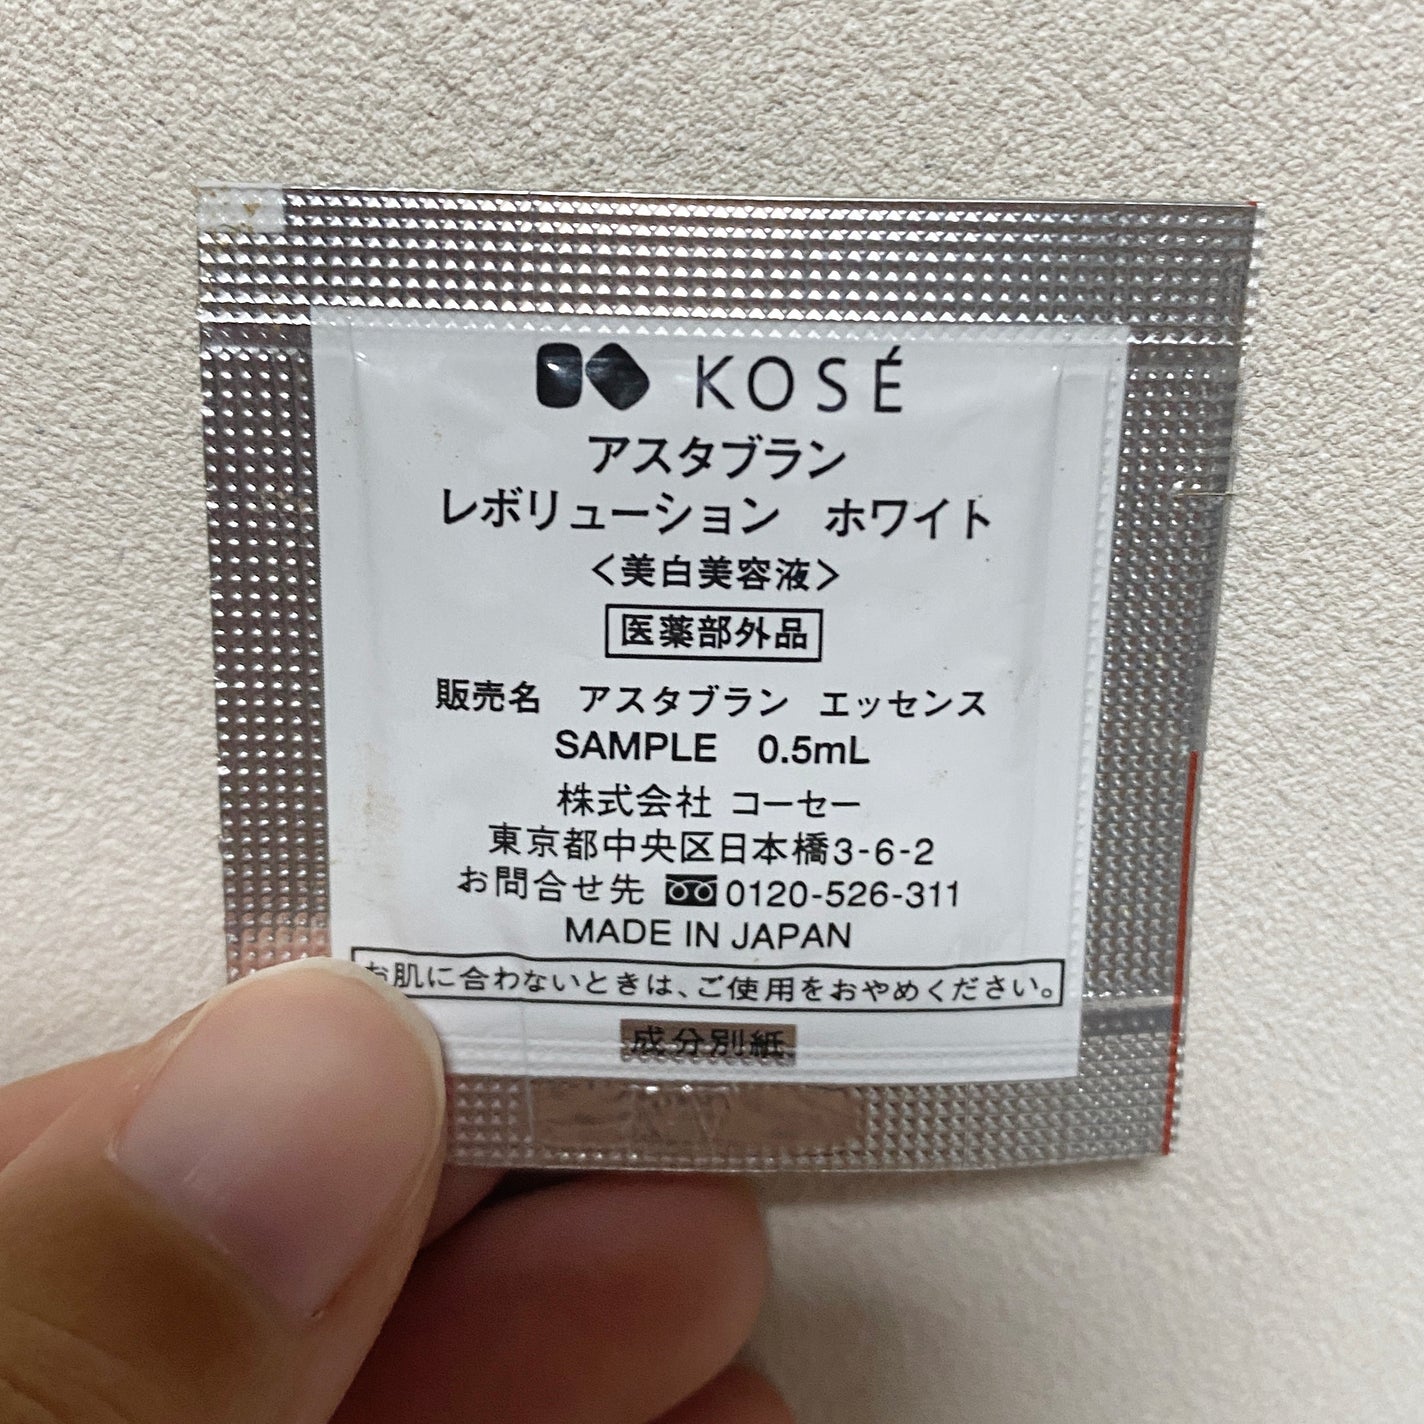 KOSÉ
アスタブラン
レボリューション ホワイト
<美白美容液>
医薬部外品
販売名 アスタブラン エッセンス
SAMPLE 0.5mL
株式会社 コーセー
東京都中央区日本橋3-6-2
お問合せ先 0120-526-311
MADE IN JAPAN
お肌に合わないときは、ご使用をおやめください。
成分別紙